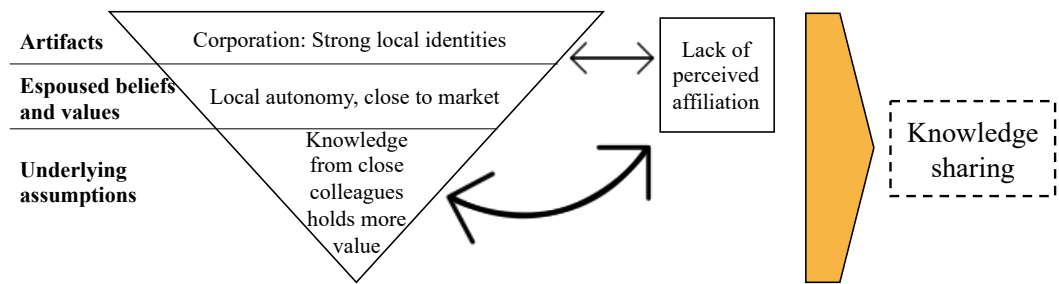 Artifacts
Corporation: Strong local identities
Espoused beliefs
and values
Local autonomy, close to market
Underlying
assumptions
Knowledge
from close
colleagues
holds more
value
Lack of
perceived
affiliation
Knowledge
sharing